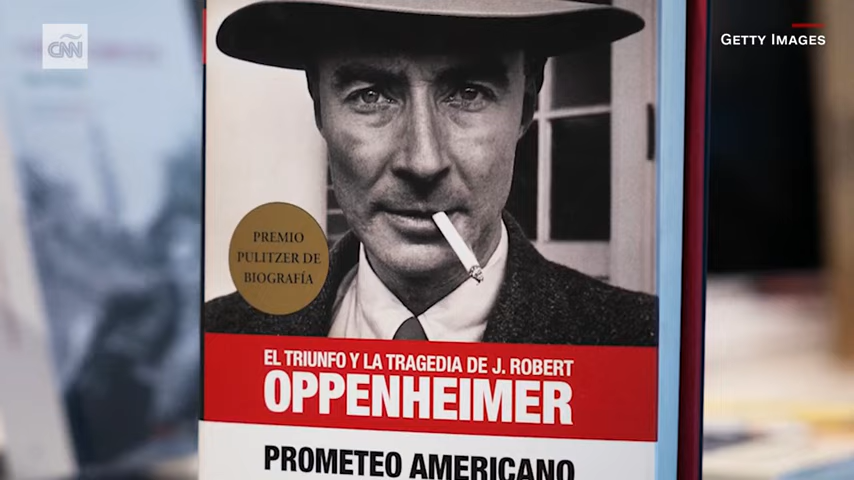 CNN
GETTY IMAGES
PREMIO
PULITZER DE
BIOGRAFÍA
EL TRIUNFO Y LA TRAGEDIA DE J. ROBERT
OPPENHEIMER
PROMETEO AMERICANO